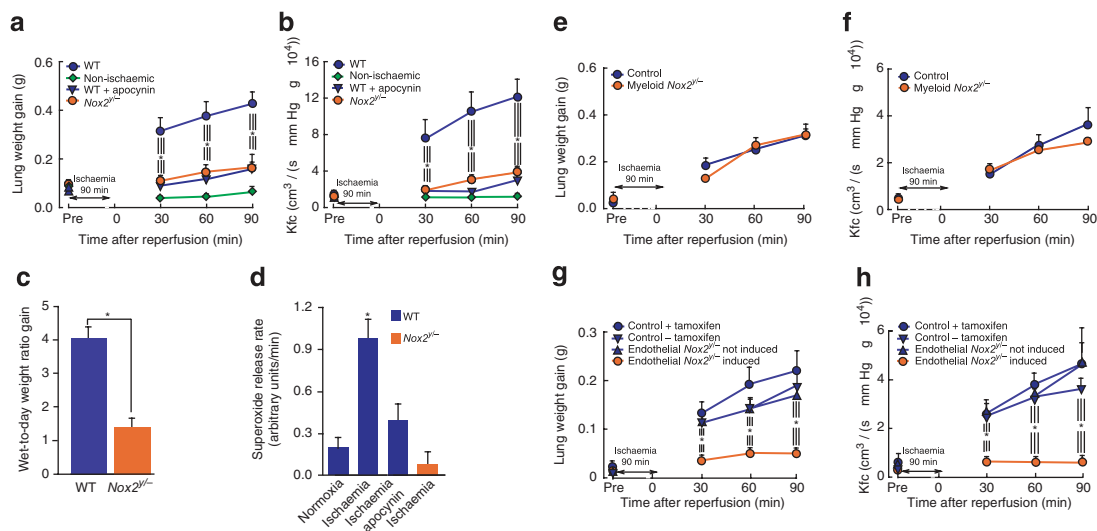 a
Lung weight gain (g)
0.6
0.4
0.2
0.0
WT
Non-ischaemic
WT + apocynin
Nox2y/–
Ischaemia
90 min
Pre 0 30 60 90
Time after reperfusion (min)
b
Kfc (cm3 / (s mm Hg g 104))
16
12
8
4
0
WT
Non-ischaemic
WT + apocynin
Nox2y/–
Ischaemia
90 min
Pre 0 30 60 90
Time after reperfusion (min)
c
Wet-to-day weight ratio gain
5
4
3
2
1
0
*
WT Nox2y/–
d
Superoxide release rate
(arbitrary units/min)
1.2
0.9
0.6
0.3
0.0
*
WT
Nox2y/–
Normoxia
Ischaemia
Ischaemia
apocynin
Ischaemia
e
Lung weight gain (g)
0.6
0.4
0.2
0.0
Control
Myeloid Nox2y/–
Ischaemia
90 min
Pre 0 30 60 90
Time after reperfusion (min)
f
Kfc (cm3 / (s mm Hg g 104))
6
4
2
0
Control
Myeloid Nox2y/–
Ischaemia
90 min
Pre 0 30 60 90
Time after reperfusion (min)
g
Lung weight gain (g)
0.3
0.2
0.1
0.0
Control + tamoxifen
Control – tamoxifen
Endothelial Nox2y/– not induced
Endothelial Nox2y/– induced
Ischaemia
90 min
Pre 0 30 60 90
Time after reperfusion (min)
h
Kfc (cm3 / (s mm Hg g 104))
6
4
2
0
Control + tamoxifen
Control – tamoxifen
Endothelial Nox2y/– not induced
Endothelial Nox2y/– induced
Ischaemia
90 min
Pre 0 30 60 90
Time after reperfusion (min)